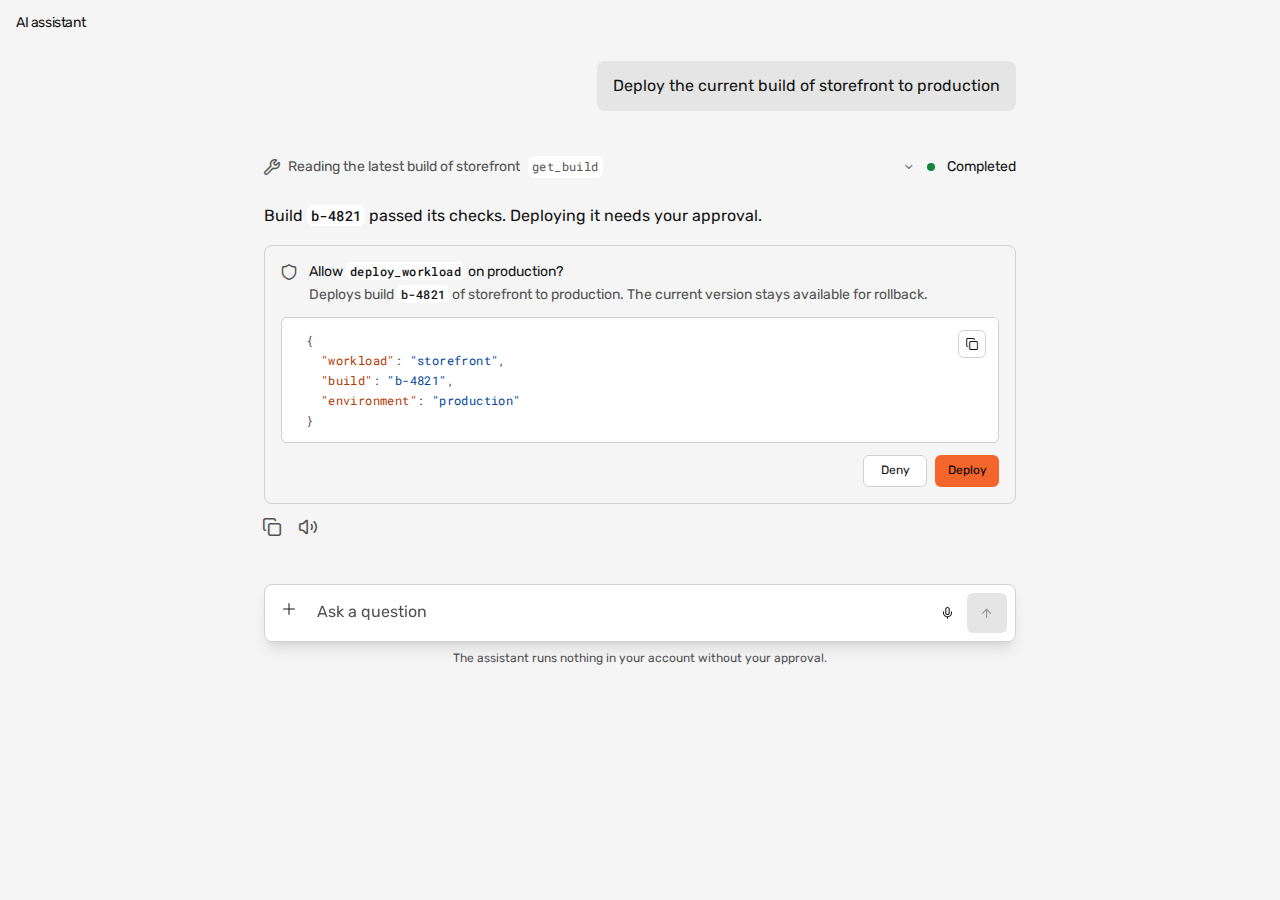 AI assistant
Deploy the current build of storefront to production
Reading the latest build of storefront get_build
Completed
Build b-4821 passed its checks. Deploying it needs your approval.
Allow deploy_workload on production?
Deploys build b-4821 of storefront to production. The current version stays available for rollback.
{
"workload": "storefront",
"build": "b-4821",
"environment": "production"
}
Deny
Deploy
Ask a question
The assistant runs nothing in your account without your approval.